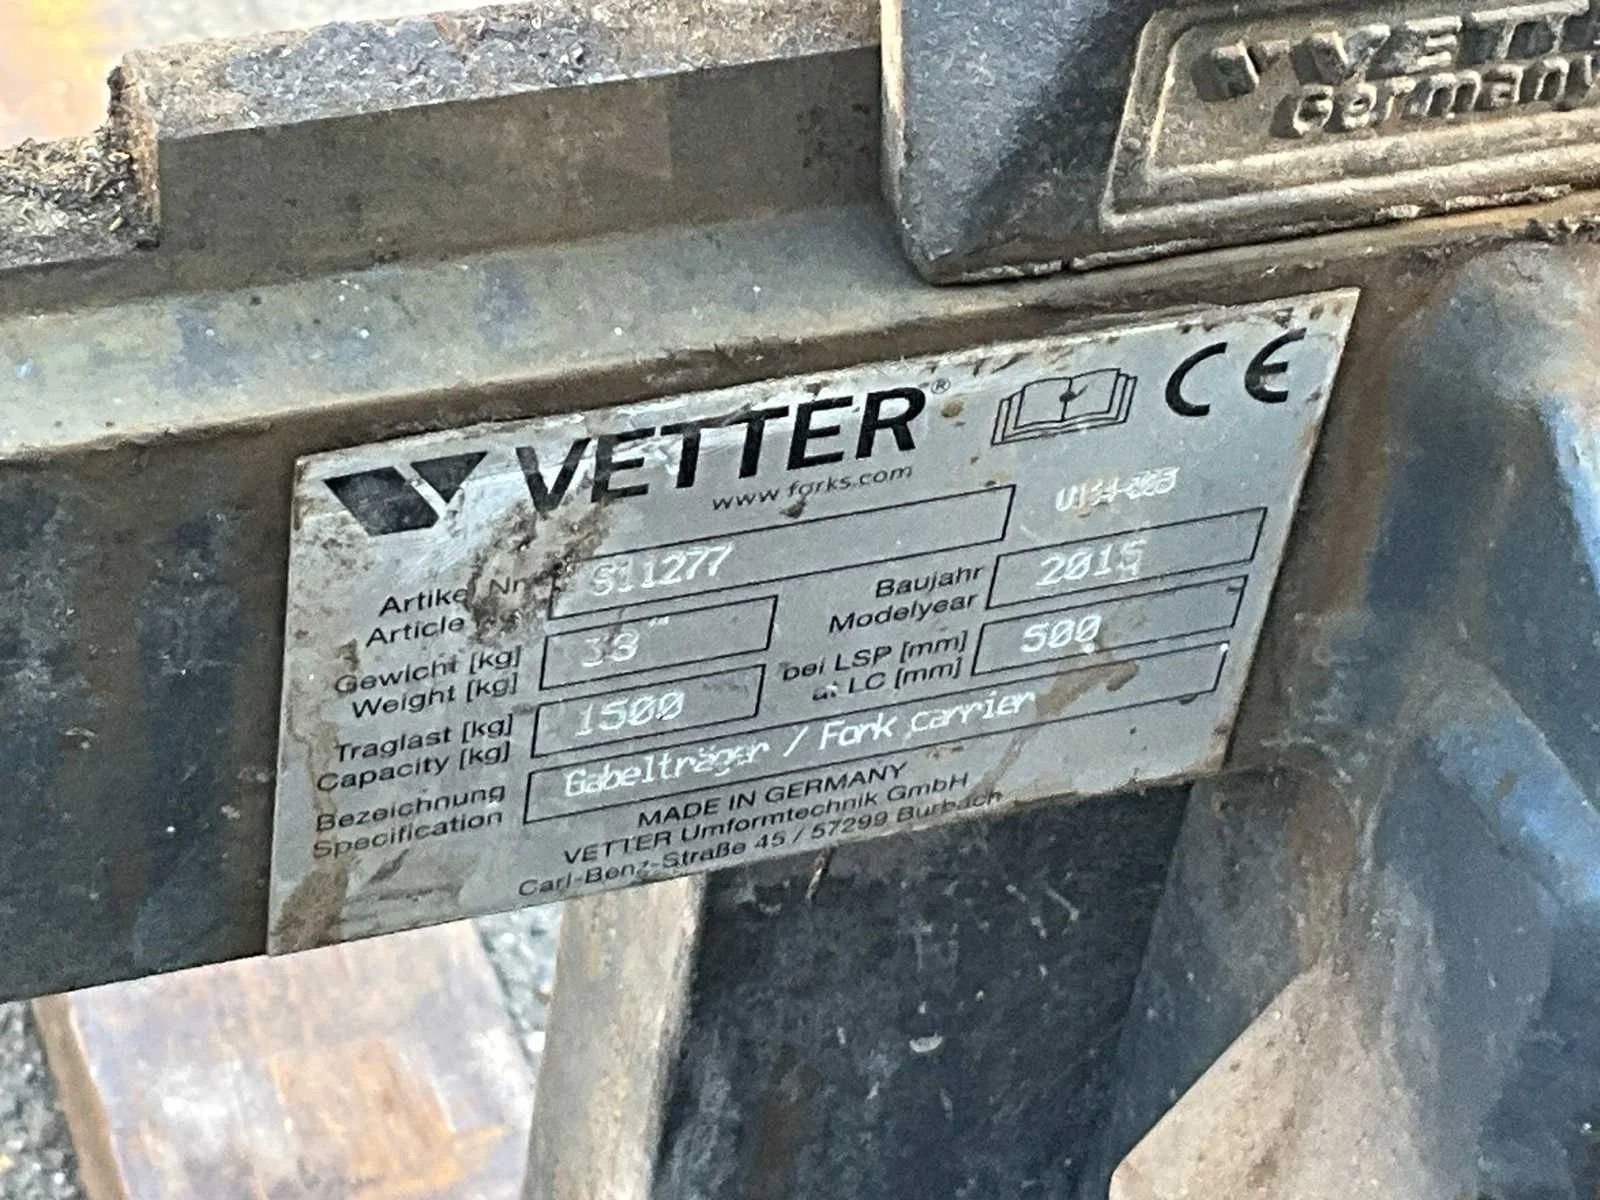 VETTE
Germany
VETTER®
CE
www.forks.com
Artikel Nr. S11277
Article
Baujahr 2015
Modelyear
Gewicht [kg]
Weight [kg]
bei LSP [mm] 500
at LC [mm]
Traglast [kg] 1500
Capacity [kg]
Bezeichnung Gabelträger / Fork carrier
Specification
MADE IN GERMANY
VETTER Umformtechnik GmbH
Carl-Benz-Straße 45 / 57299 Burbach